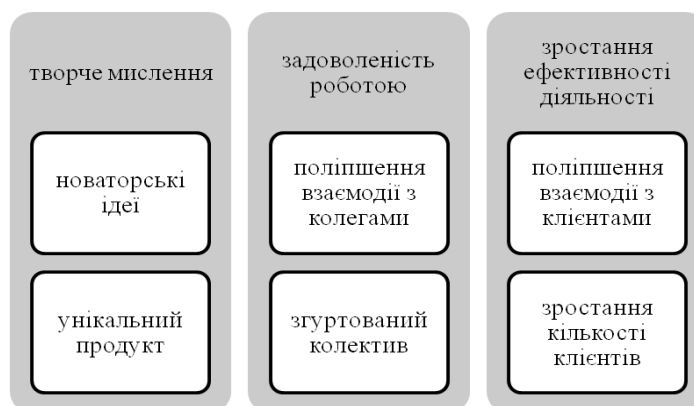 творче мислення
новаторські
ідеї
унікальний
продукт
задоволеність
роботою
поліпшення
взаємодії з
колегами
згуртований
колектив
зростання
ефективності
діяльності
поліпшення
взаємодії з
клієнтами
зростання
кількості
клієнтів